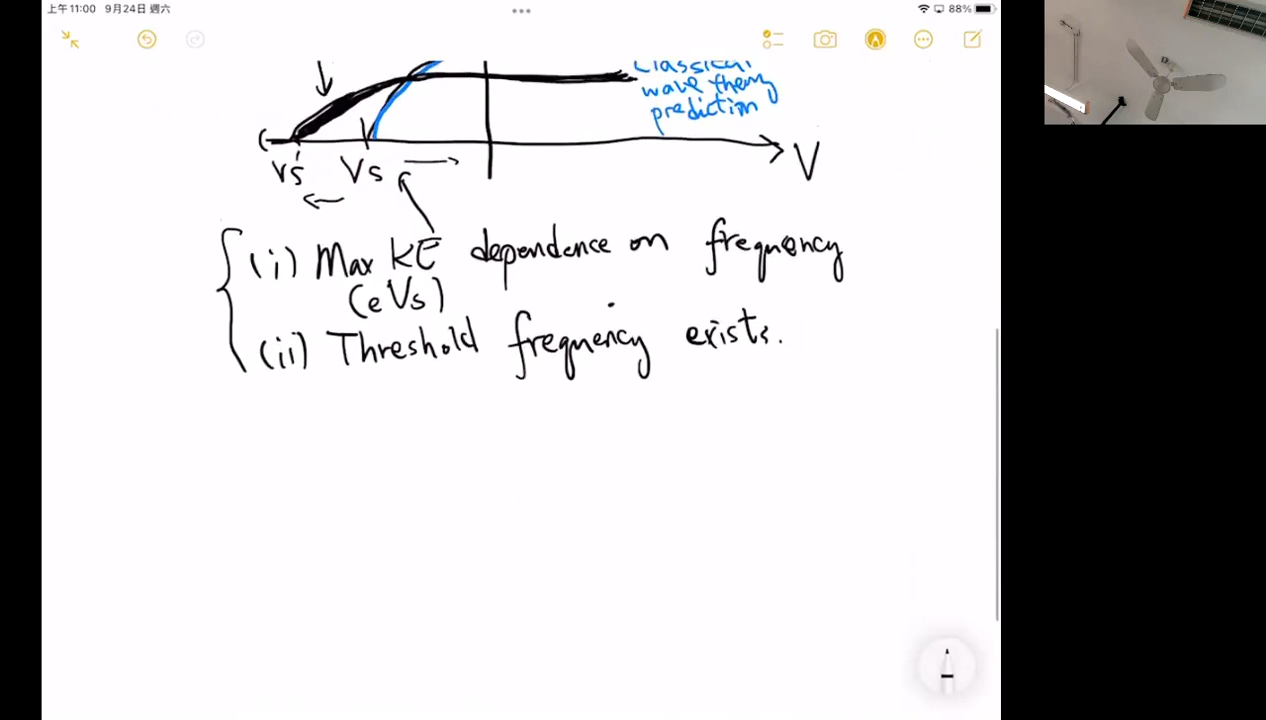 上午11:00 9月24日 週六
88%
classical
wave theory
prediction
Vs' Vs V
(i) Max KE dependence on frequency
(eVs)
(ii) Threshold frequency exists.